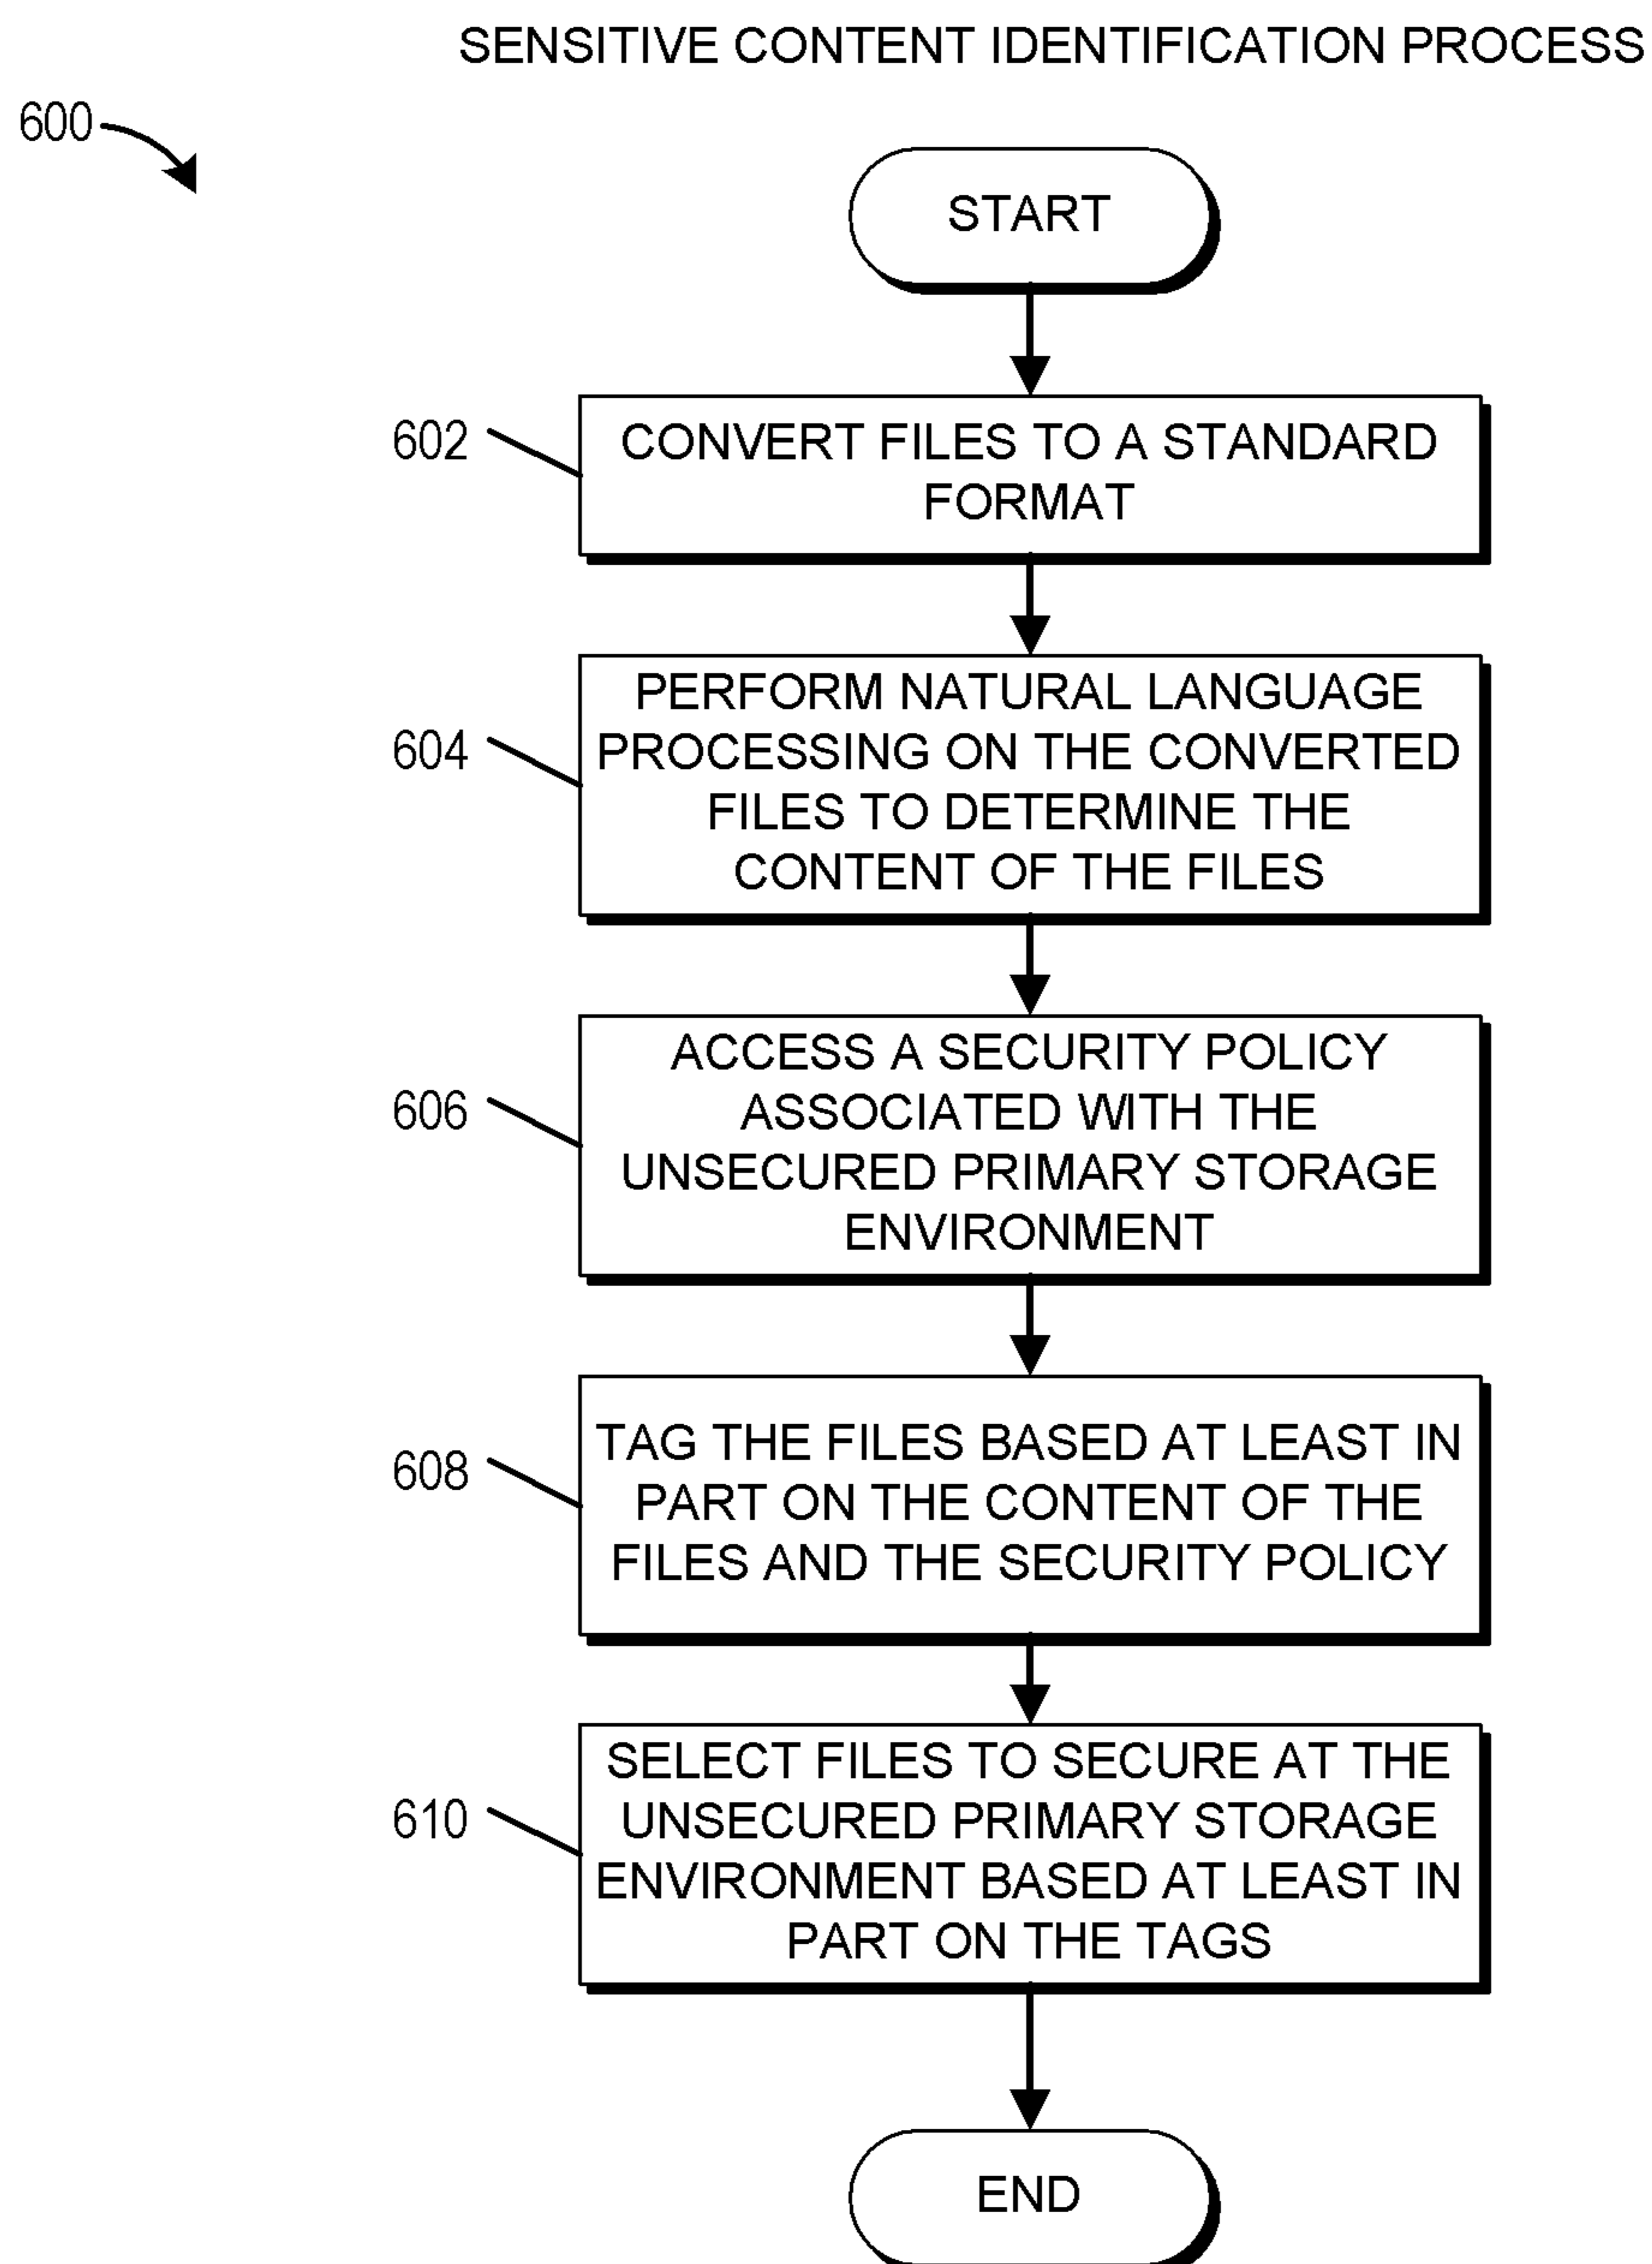 SENSITIVE CONTENT IDENTIFICATION PROCESS
600
START
602
CONVERT FILES TO A STANDARD
FORMAT
604
PERFORM NATURAL LANGUAGE
PROCESSING ON THE CONVERTED
FILES TO DETERMINE THE
CONTENT OF THE FILES
606
ACCESS A SECURITY POLICY
ASSOCIATED WITH THE
UNSECURED PRIMARY STORAGE
ENVIRONMENT
608
TAG THE FILES BASED AT LEAST IN
PART ON THE CONTENT OF THE
FILES AND THE SECURITY POLICY
610
SELECT FILES TO SECURE AT THE
UNSECURED PRIMARY STORAGE
ENVIRONMENT BASED AT LEAST IN
PART ON THE TAGS
END